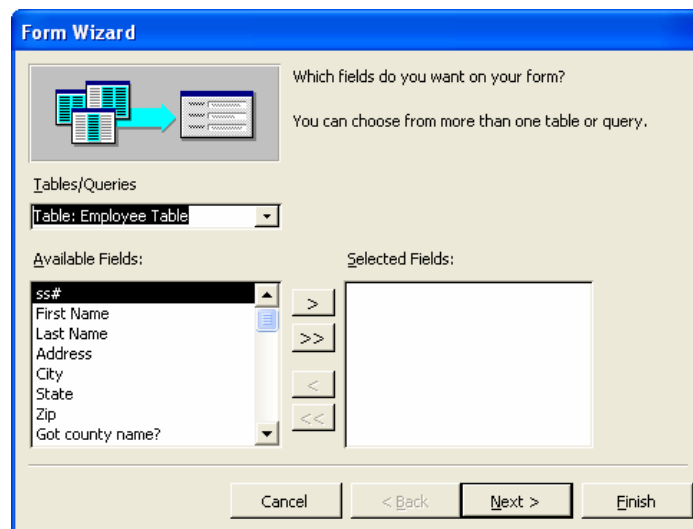 Form Wizard
Which fields do you want on your form?
You can choose from more than one table or query.
Tables/Queries
Table: Employee Table
Available Fields:
Selected Fields:
ss#
First Name
Last Name
Address
City
State
Zip
Got county name?
>
>>
<
<<
Cancel
< Back
Next >
Finish